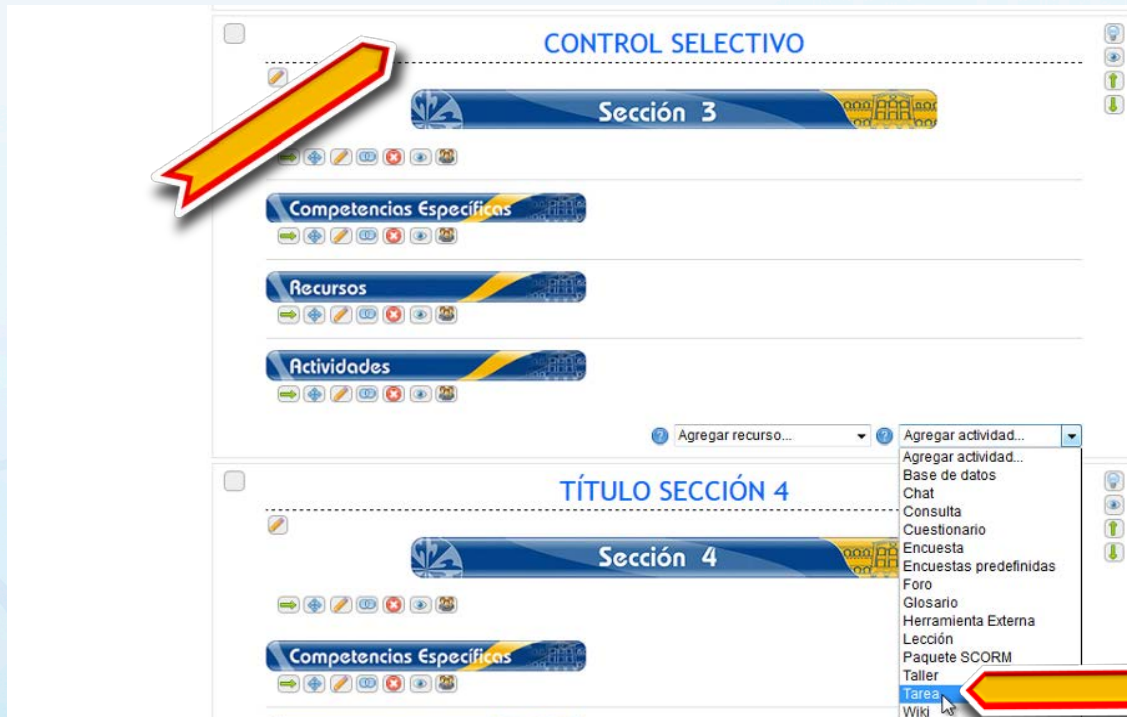 CONTROL SELECTIVO
Sección 3
Competencias Específicas
Recursos
Actividades
Agregar recurso...
Agregar actividad...
Agregar actividad...
Base de datos
Chat
Consulta
Cuestionario
Encuesta
Encuestas predefinidas
Foro
Glosario
Herramienta Externa
Lección
Paquete SCORM
Taller
Tarea
Wiki
TÍTULO SECCIÓN 4
Sección 4
Competencias Específicas